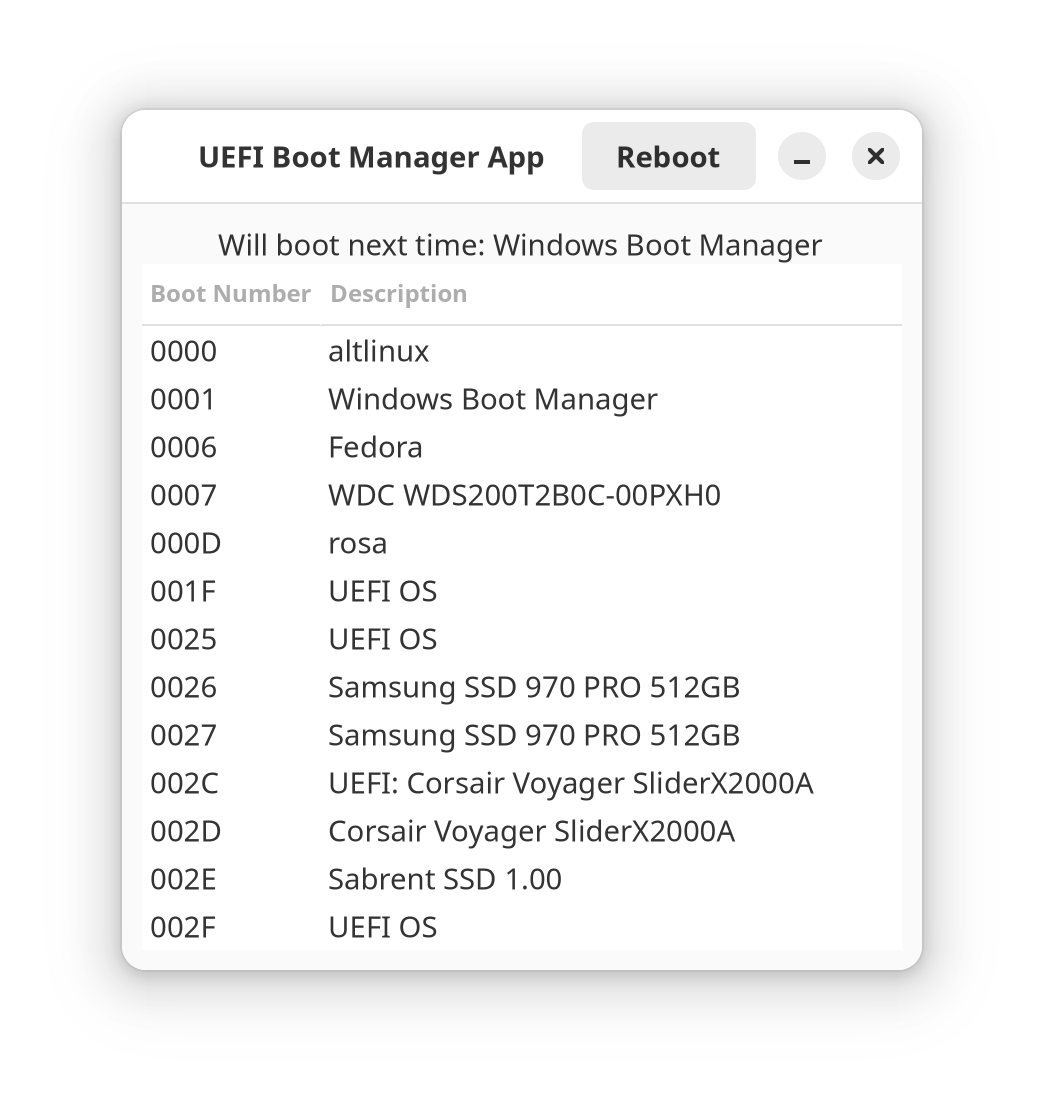 UEFI Boot Manager App Reboot
Will boot next time: Windows Boot Manager
Boot Number Description
0000 altlinux
0001 Windows Boot Manager
0006 Fedora
0007 WDC WDS200T2B0C-00PXH0
000D rosa
001F UEFI OS
0025 UEFI OS
0026 Samsung SSD 970 PRO 512GB
0027 Samsung SSD 970 PRO 512GB
002C UEFI: Corsair Voyager SliderX2000A
002D Corsair Voyager SliderX2000A
002E Sabrent SSD 1.00
002F UEFI OS